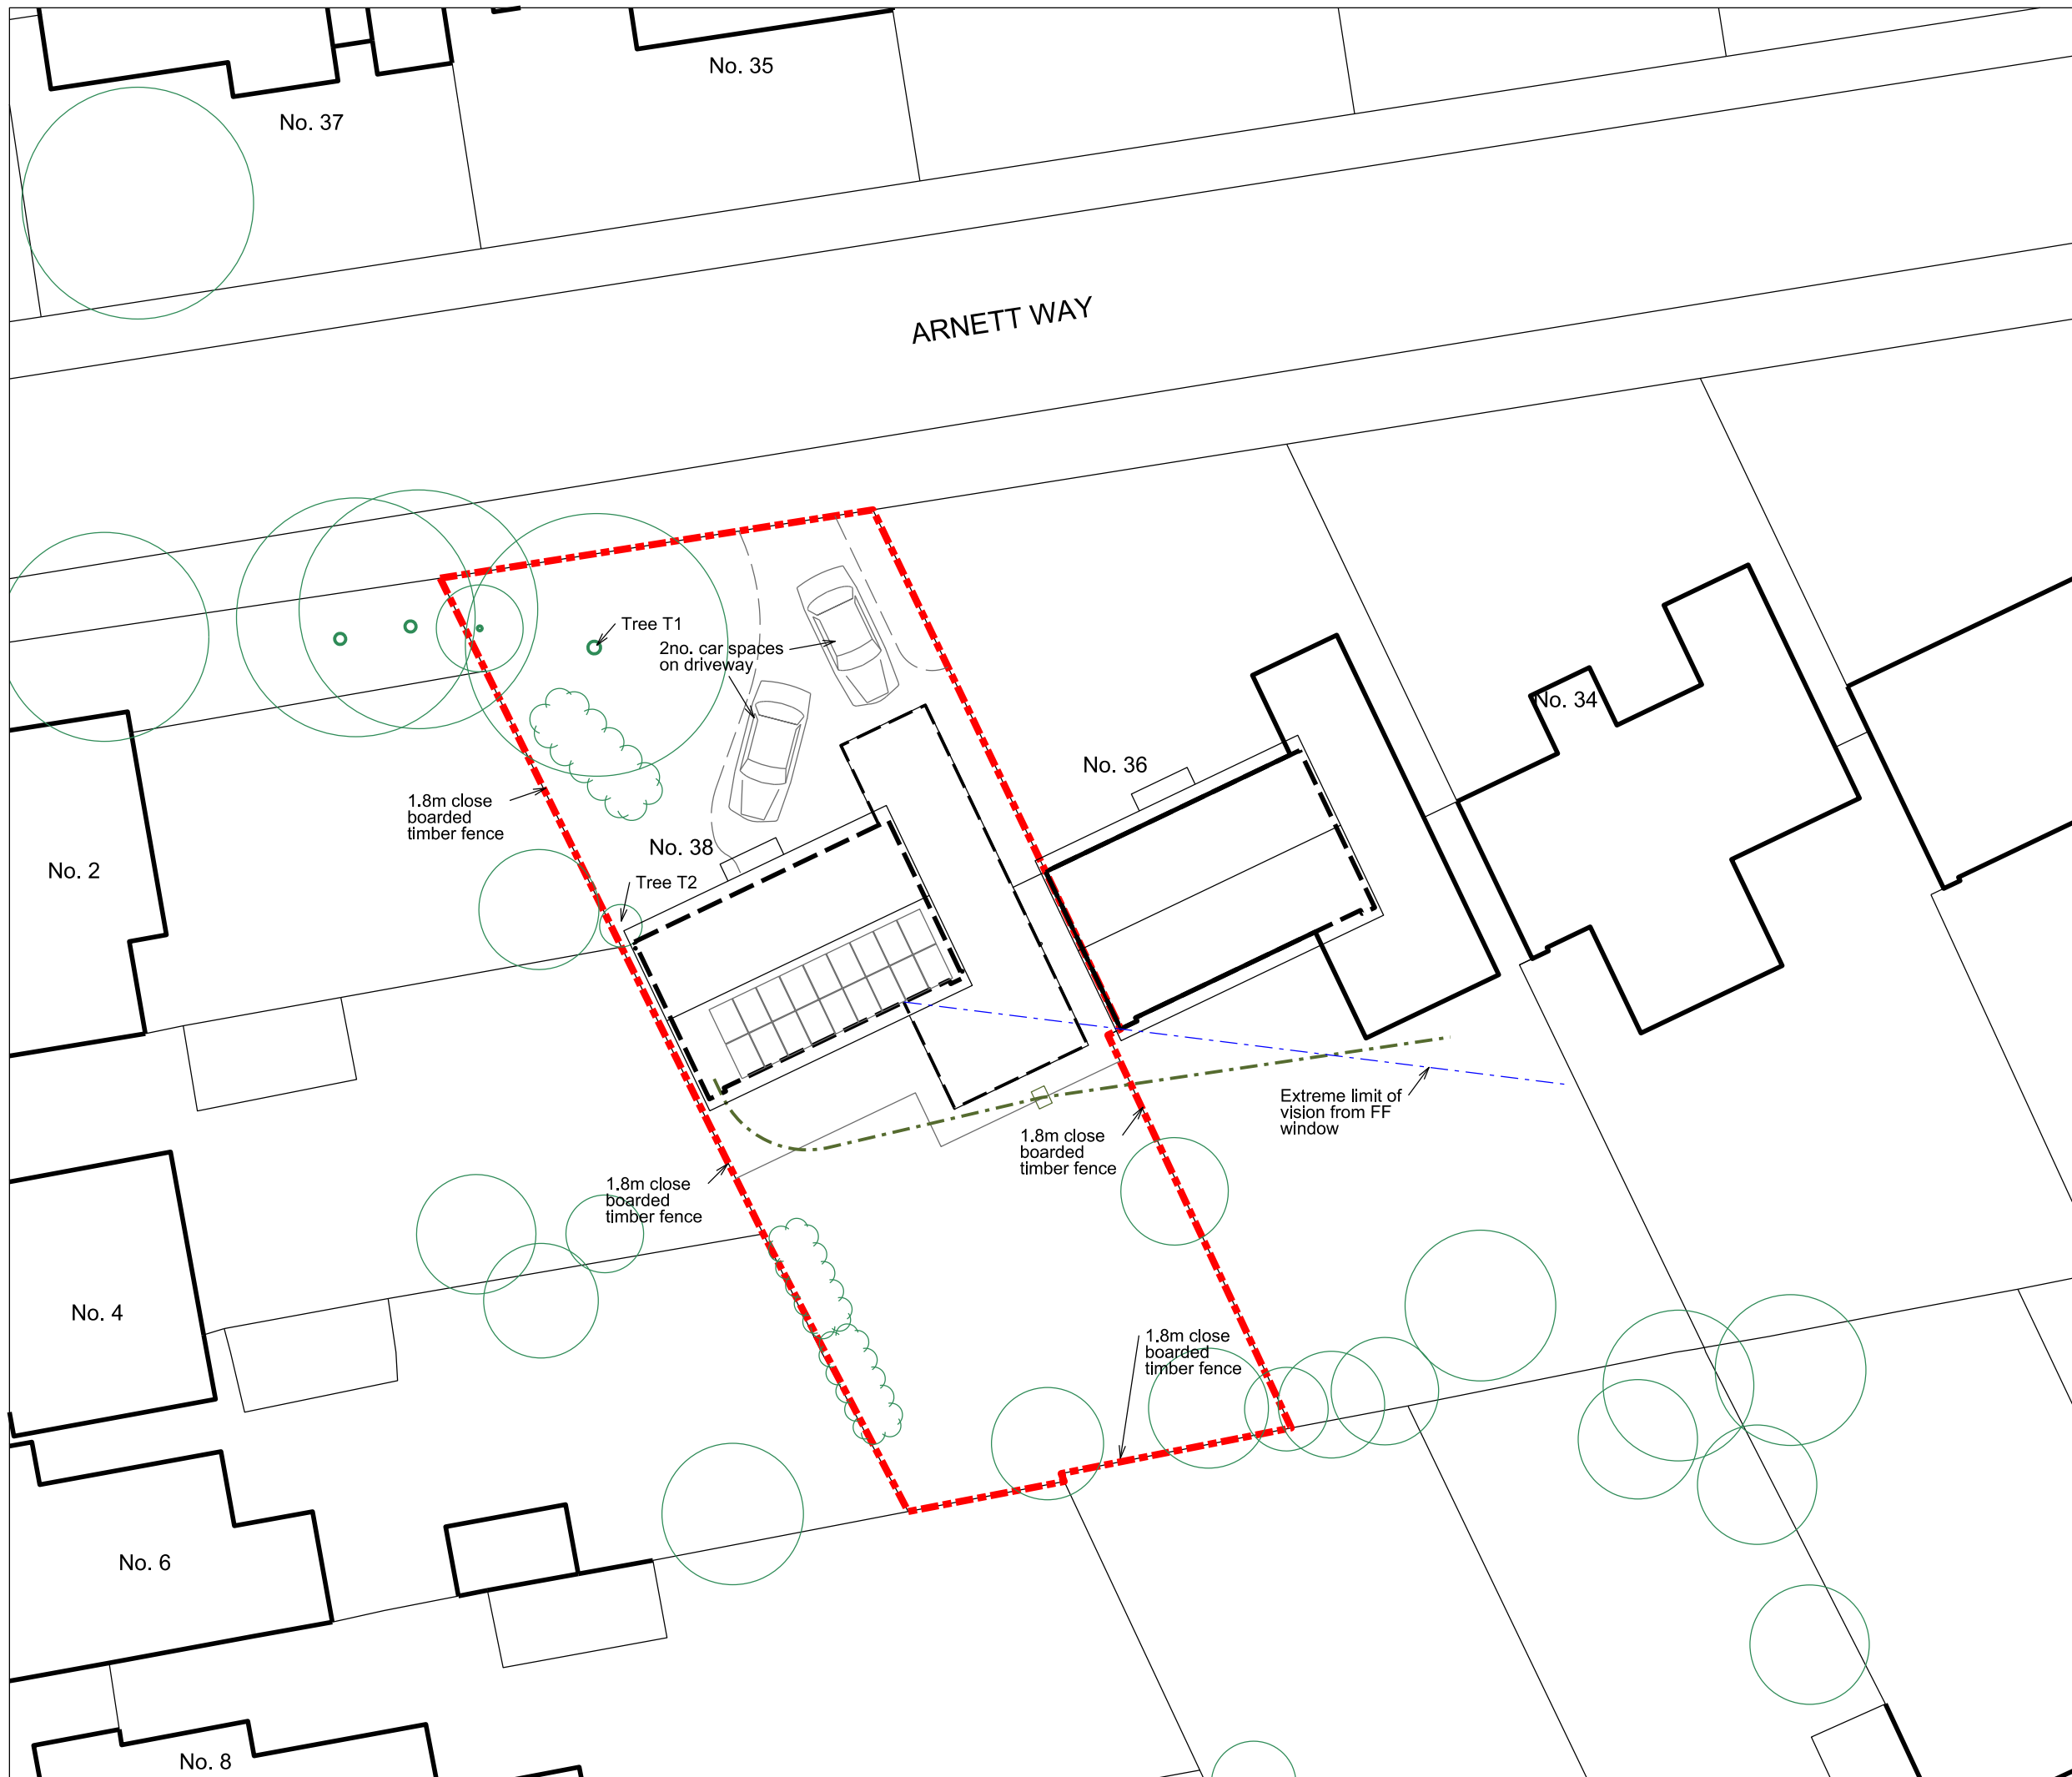 No. 35
No. 37
ARNETT WAY
Tree T1
2no. car spaces
on driveway
No. 34
No. 36
1.8m close
boarded
timber fence
No. 38
No. 2
Tree T2
Extreme limit of
vision from FF
window
1.8m close
boarded
timber fence
1.8m close
boarded
timber fence
No. 4
1.8m close
boarded
timber fence
No. 6
No. 8